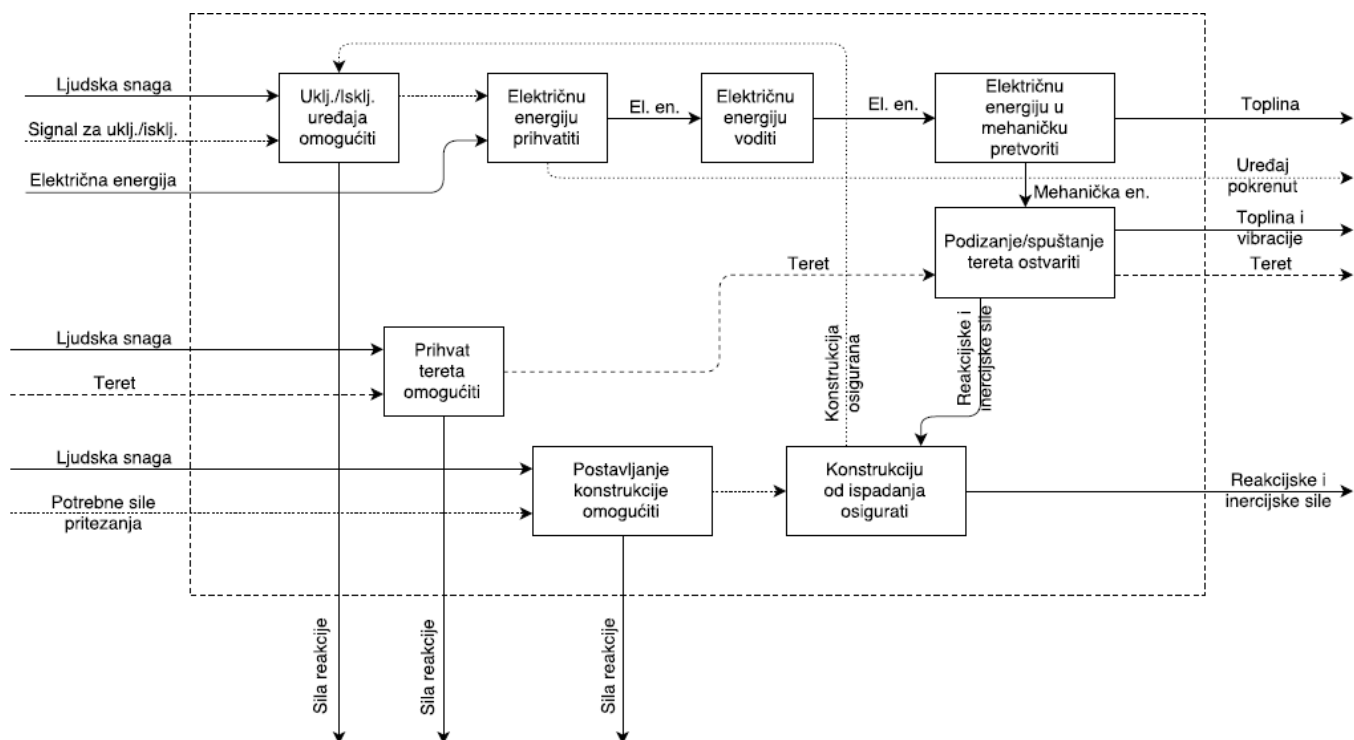 Ljudska snaga
Signal za uklj./isklj.
Električna energija
Uklj./Isklj.
uređaja
omogućiti
Električnu
energiju
prihvatiti
El. en.
Električnu
energiju
voditi
El. en.
Električnu
energiju u
mehaničku
pretvoriti
Toplina
Uređaj
pokrenut
Mehanička en.
Podizanje/spuštanje
tereta ostvariti
Toplina i
vibracije
Teret
Teret
Ljudska snaga
Teret
Prihvat
tereta
omogućiti
Konstrukcija
osigurana
Reakcijske i
inercijske sile
Ljudska snaga
Potrebne sile
pritezanja
Postavljanje
konstrukcije
omogućiti
Konstrukciju
od ispadanja
osigurati
Reakcijske i
inercijske sile
Sila reakcije
Sila reakcije
Sila reakcije